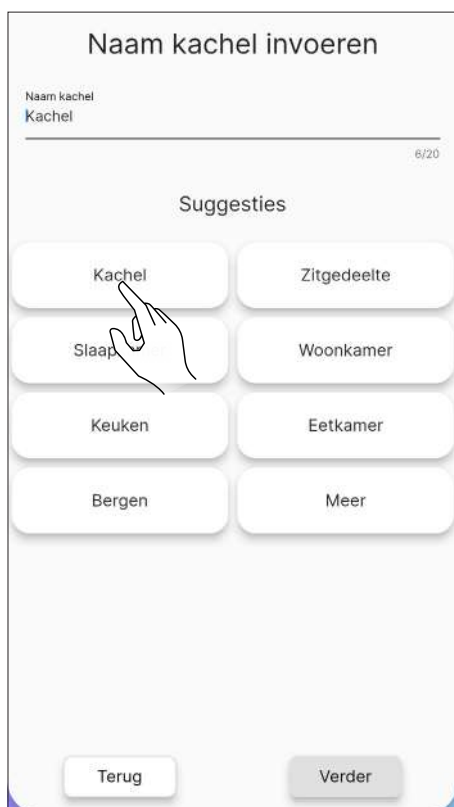 Naam kachel invoeren
Naam kachel
Kachel
6/20
Suggesties
Kachel Zitgedeelte
Woonkamer
Keuken Eetkamer
Bergen Meer
Terug Verder